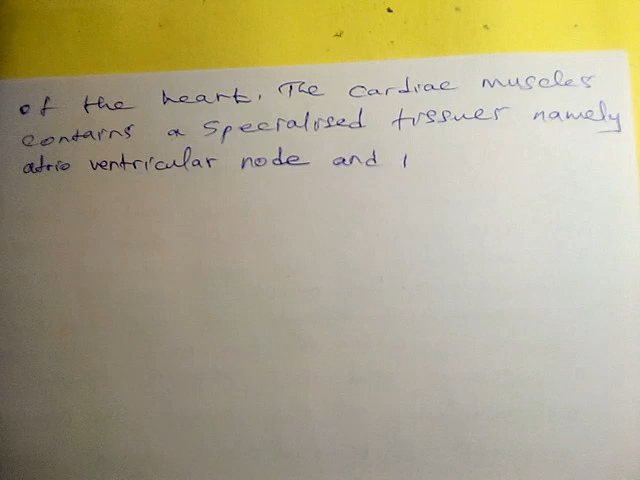 of the heart. The cardiac muscles
contains a specialised tissues namely
atrio ventricular node and